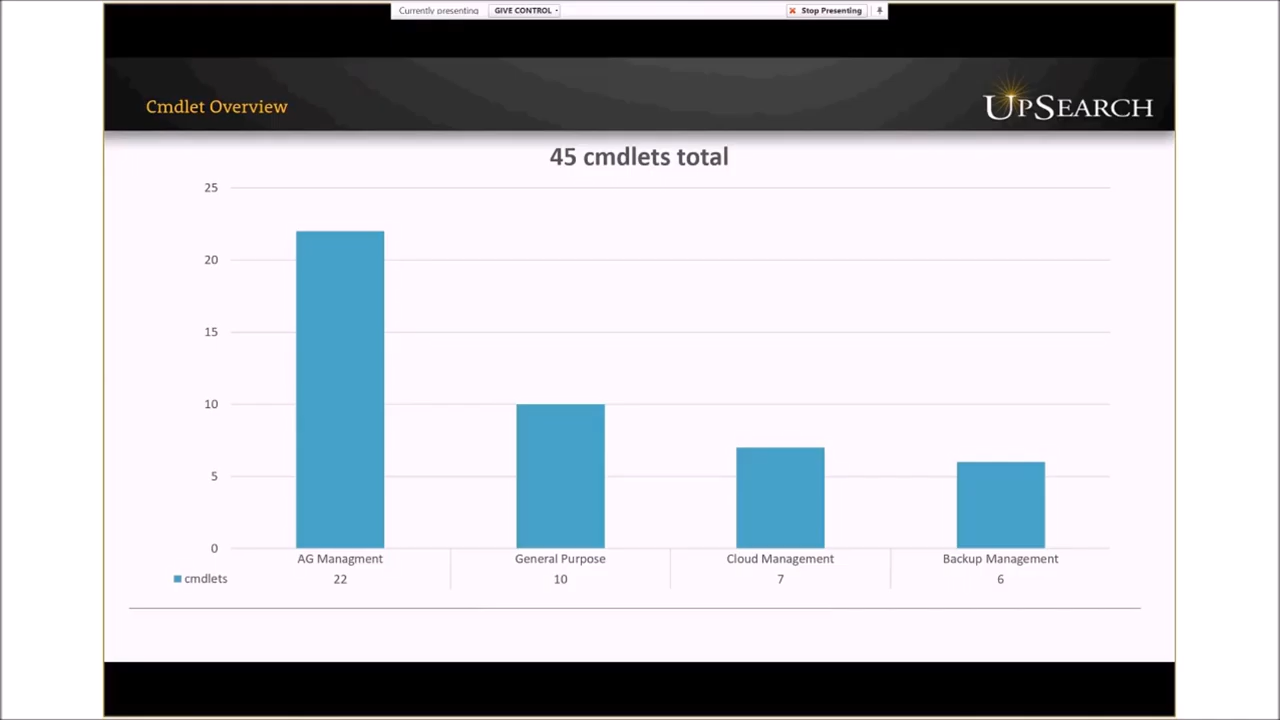 Currently presenting GIVE CONTROL Stop Presenting
Cmdlet Overview
UPSEARCH
45 cmdlets total
25
20
15
10
5
0
AG Managment General Purpose Cloud Management Backup Management
cmdlets 22 10 7 6